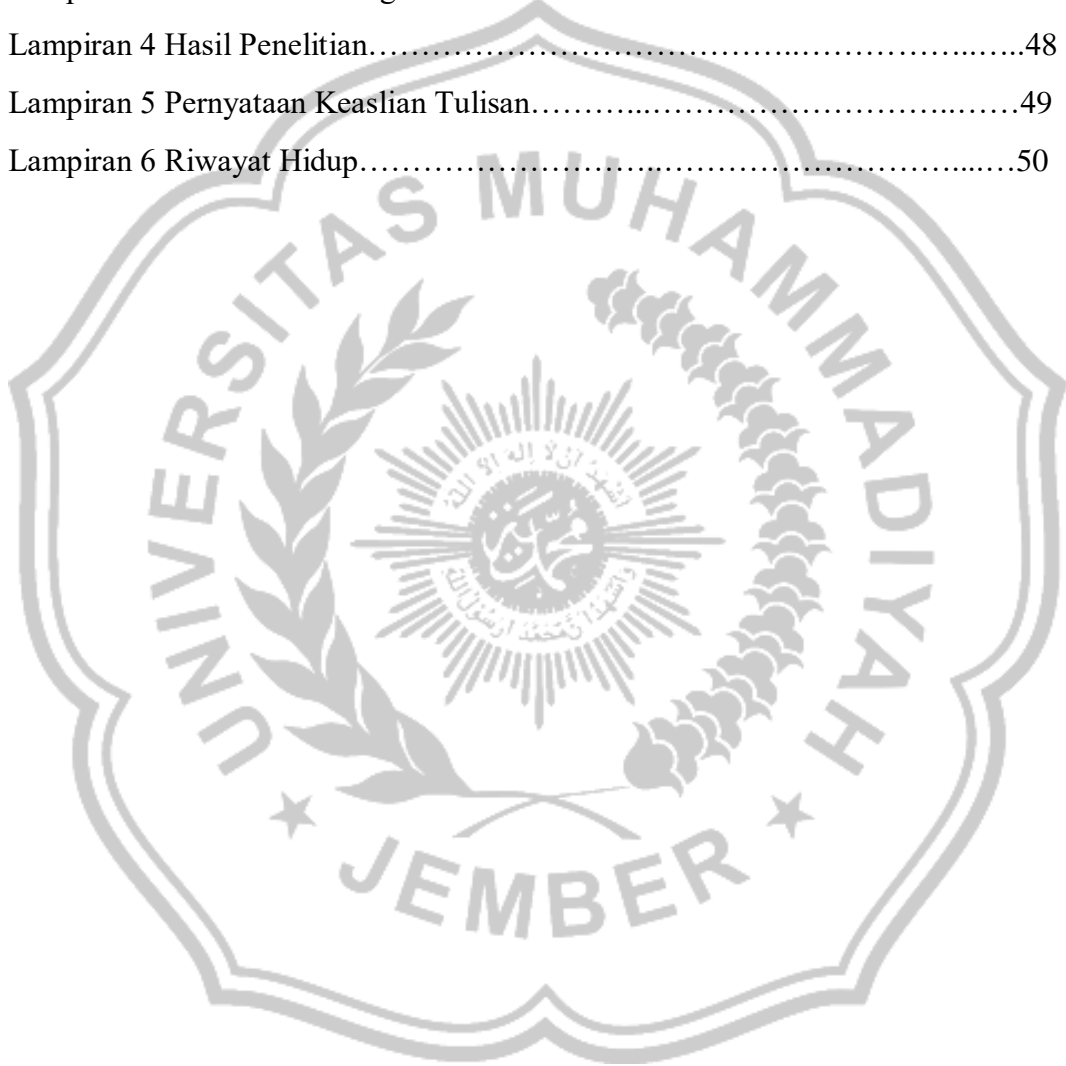 Lampiran 4 Hasil Penelitian…………………………………..……………..…..48
Lampiran 5 Pernyataan Keaslian Tulisan………...………………………..……49
Lampiran 6 Riwayat Hidup………………………..………………………...…50
UNIVERSITAS MUHAMMADIYAH
★ JEMBER ★